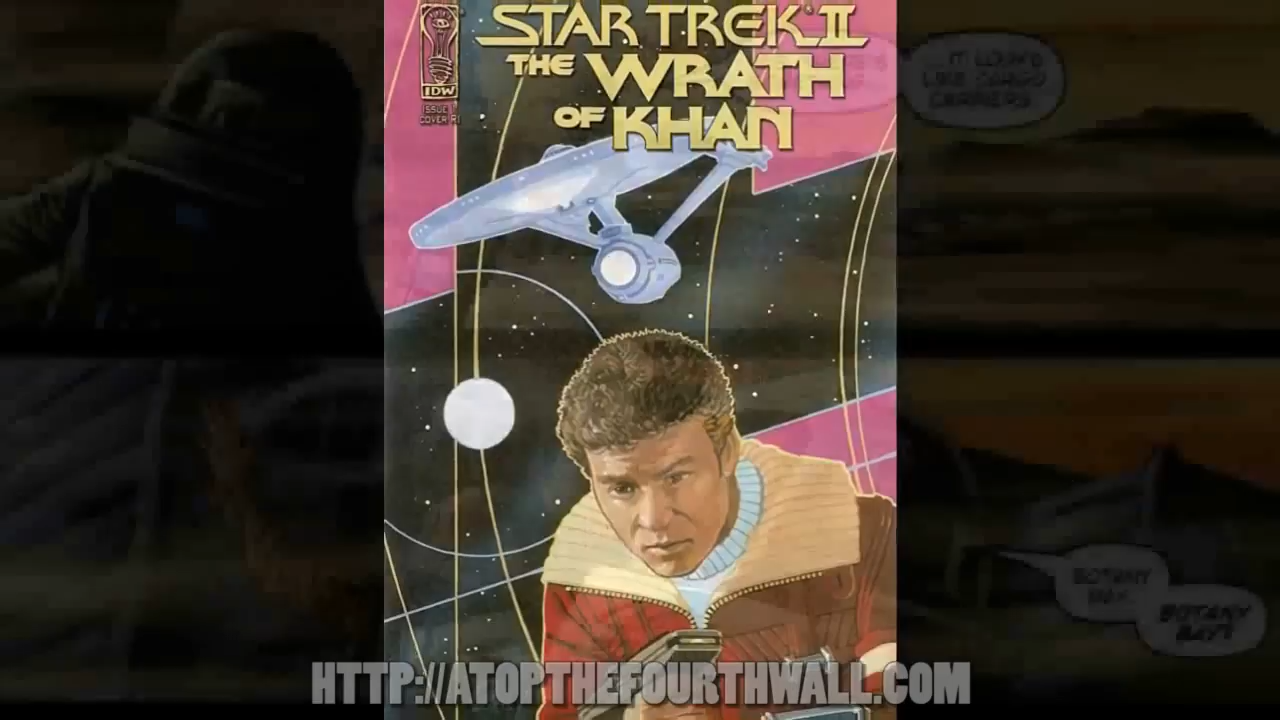 STAR TREK II
THE WRATH
OF KHAN
IDW
ISSUE 1
COVER RI
...IT LOOKS
LIKE CARGO
CARRIERS.
BOTANY
BAY.
BOTANY
BAY?
HTTP://ATOPTHEFOURTHWALL.COM